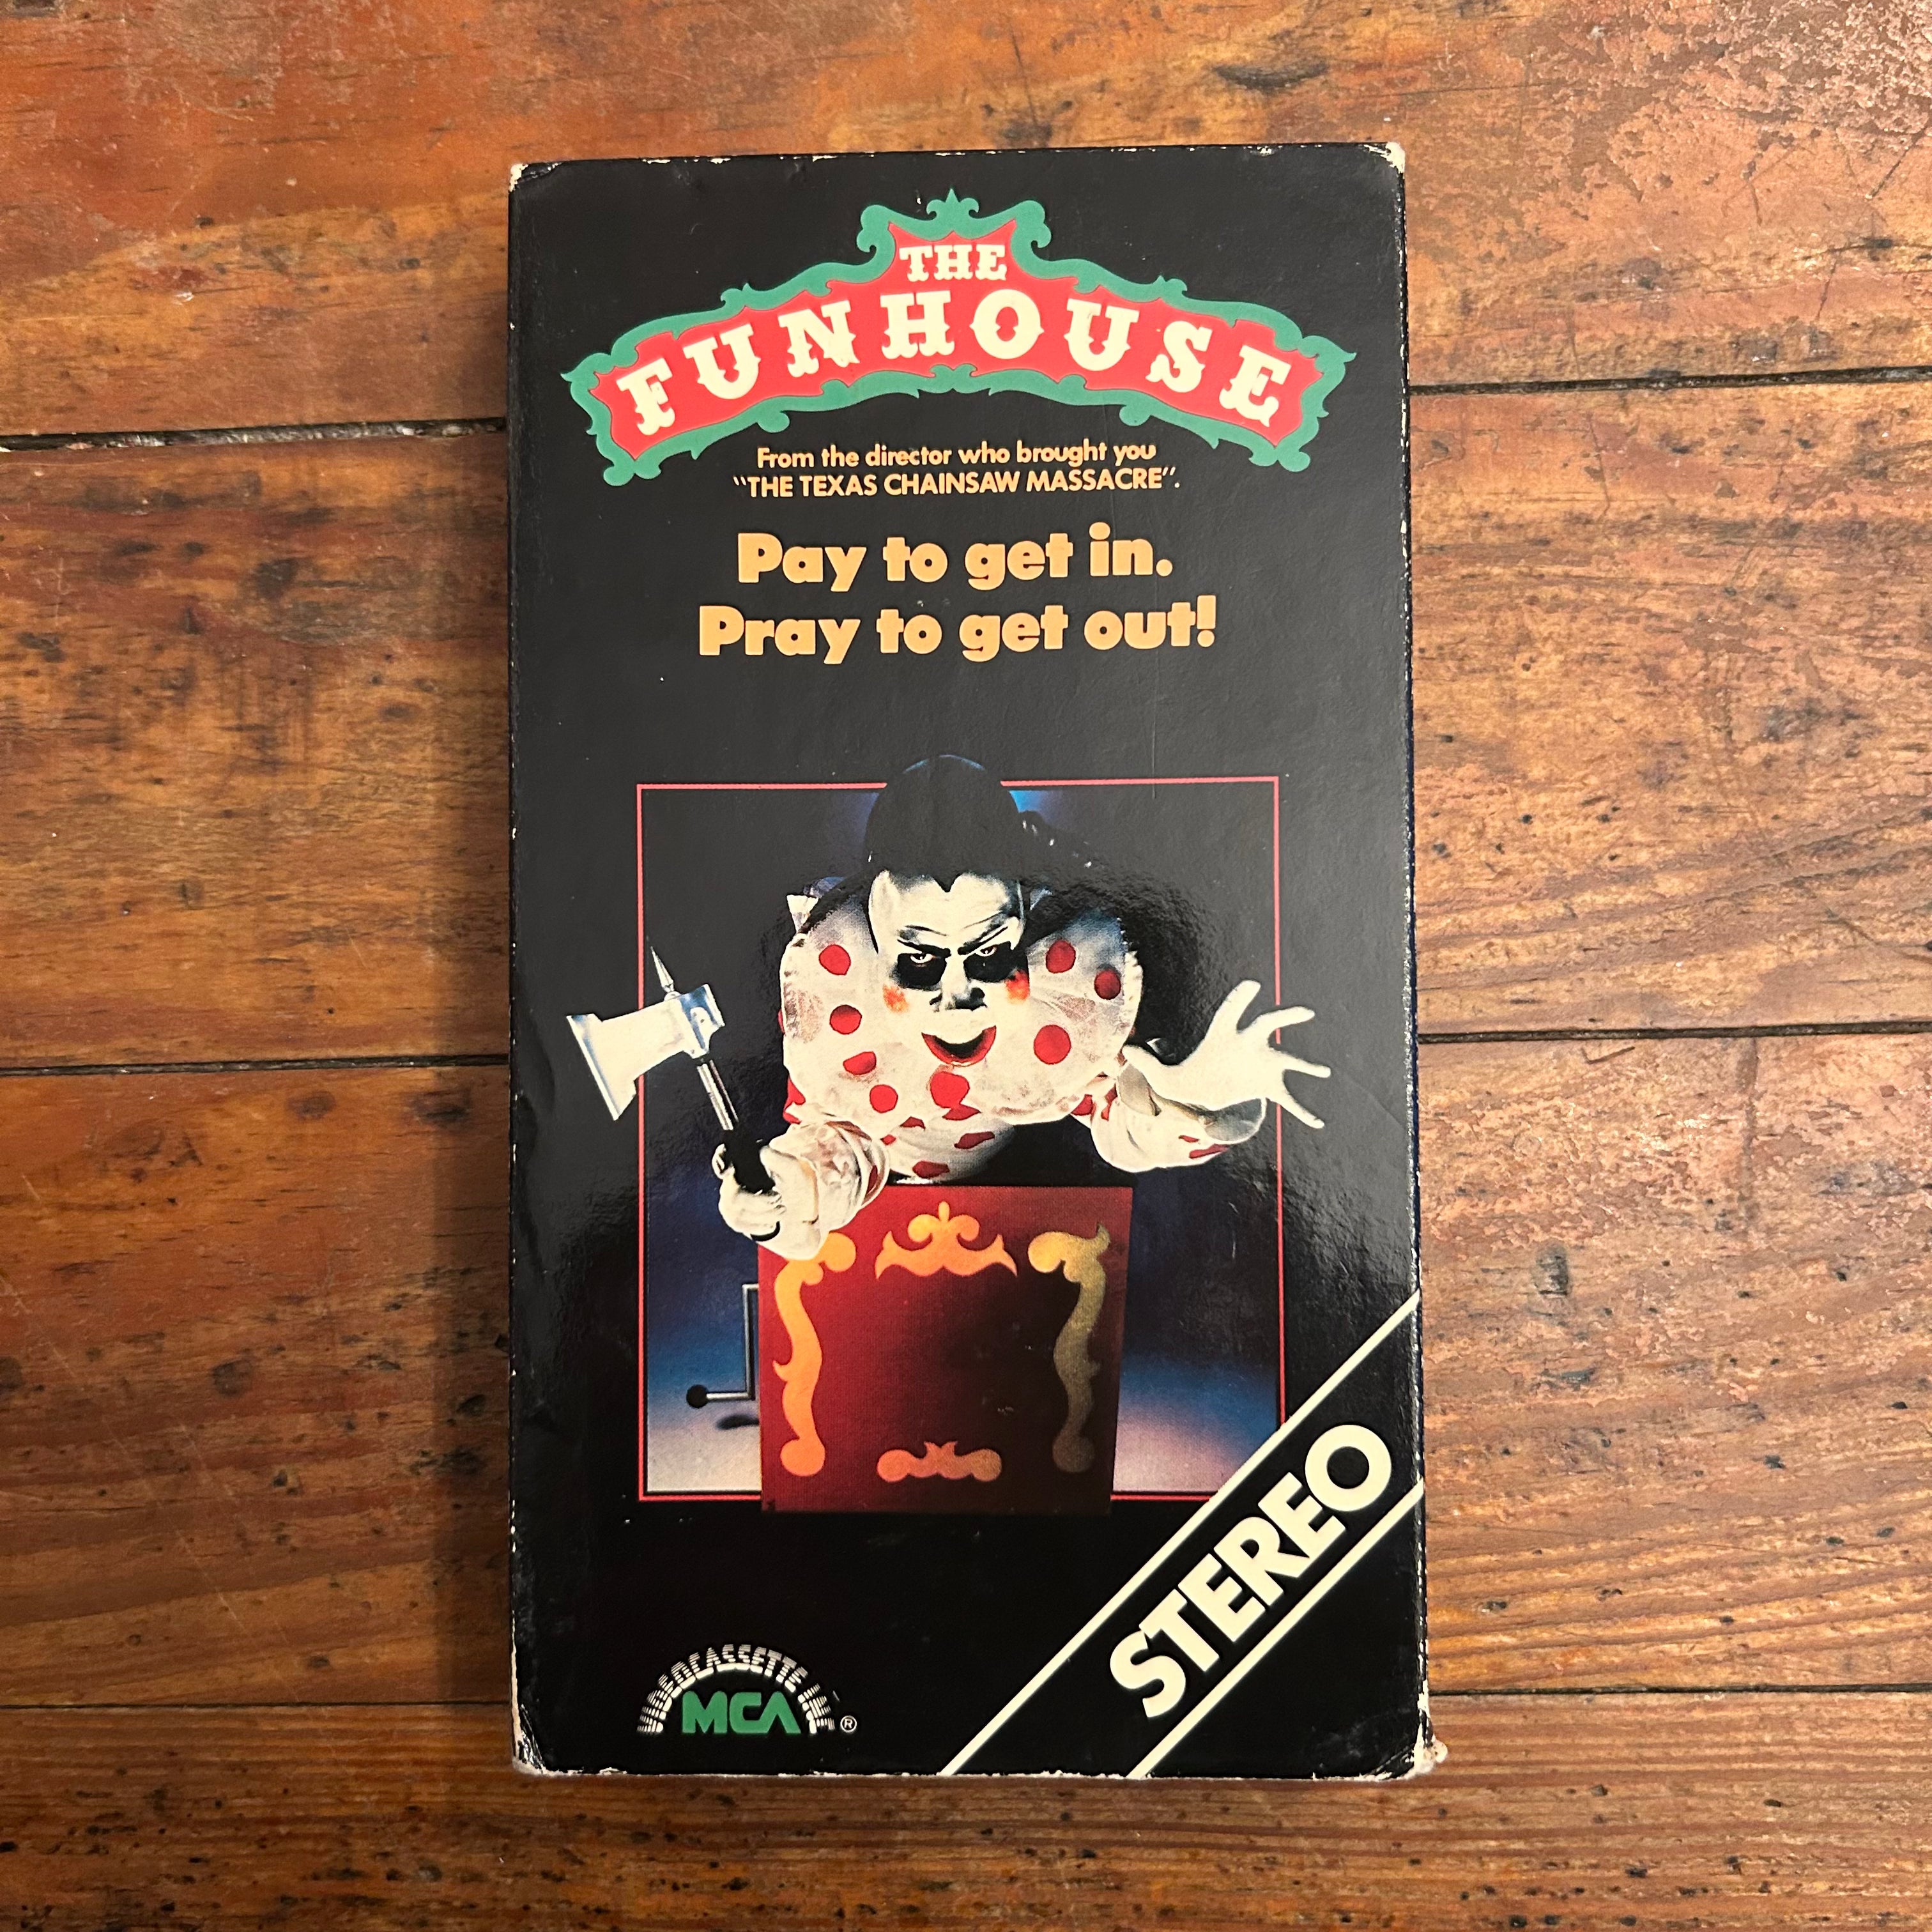 THE
FUNHOUSE
From the director who brought you
"THE TEXAS CHAINSAW MASSACRE".
Pay to get in.
Pray to get out!
STEREO
VIDEOCASSETTE INC
MCA ®